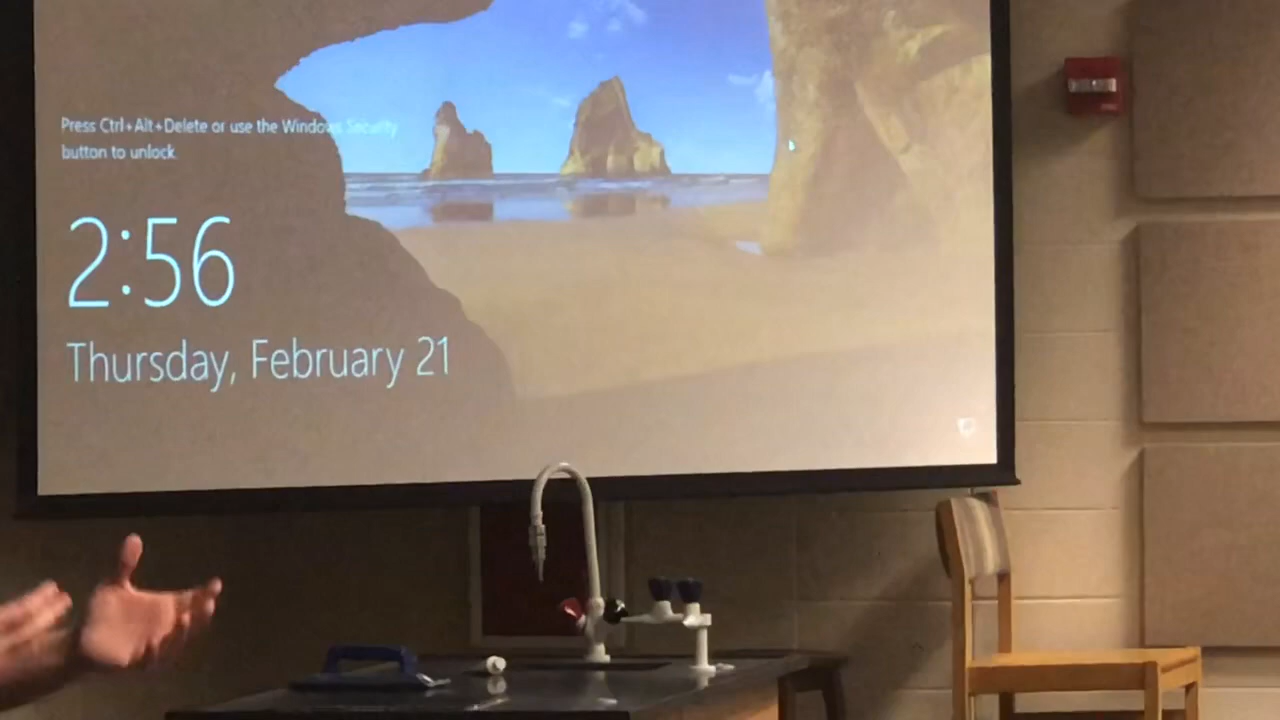 Press Ctrl+Alt+Delete or use the Windows Security
button to unlock.
2:56
Thursday, February 21